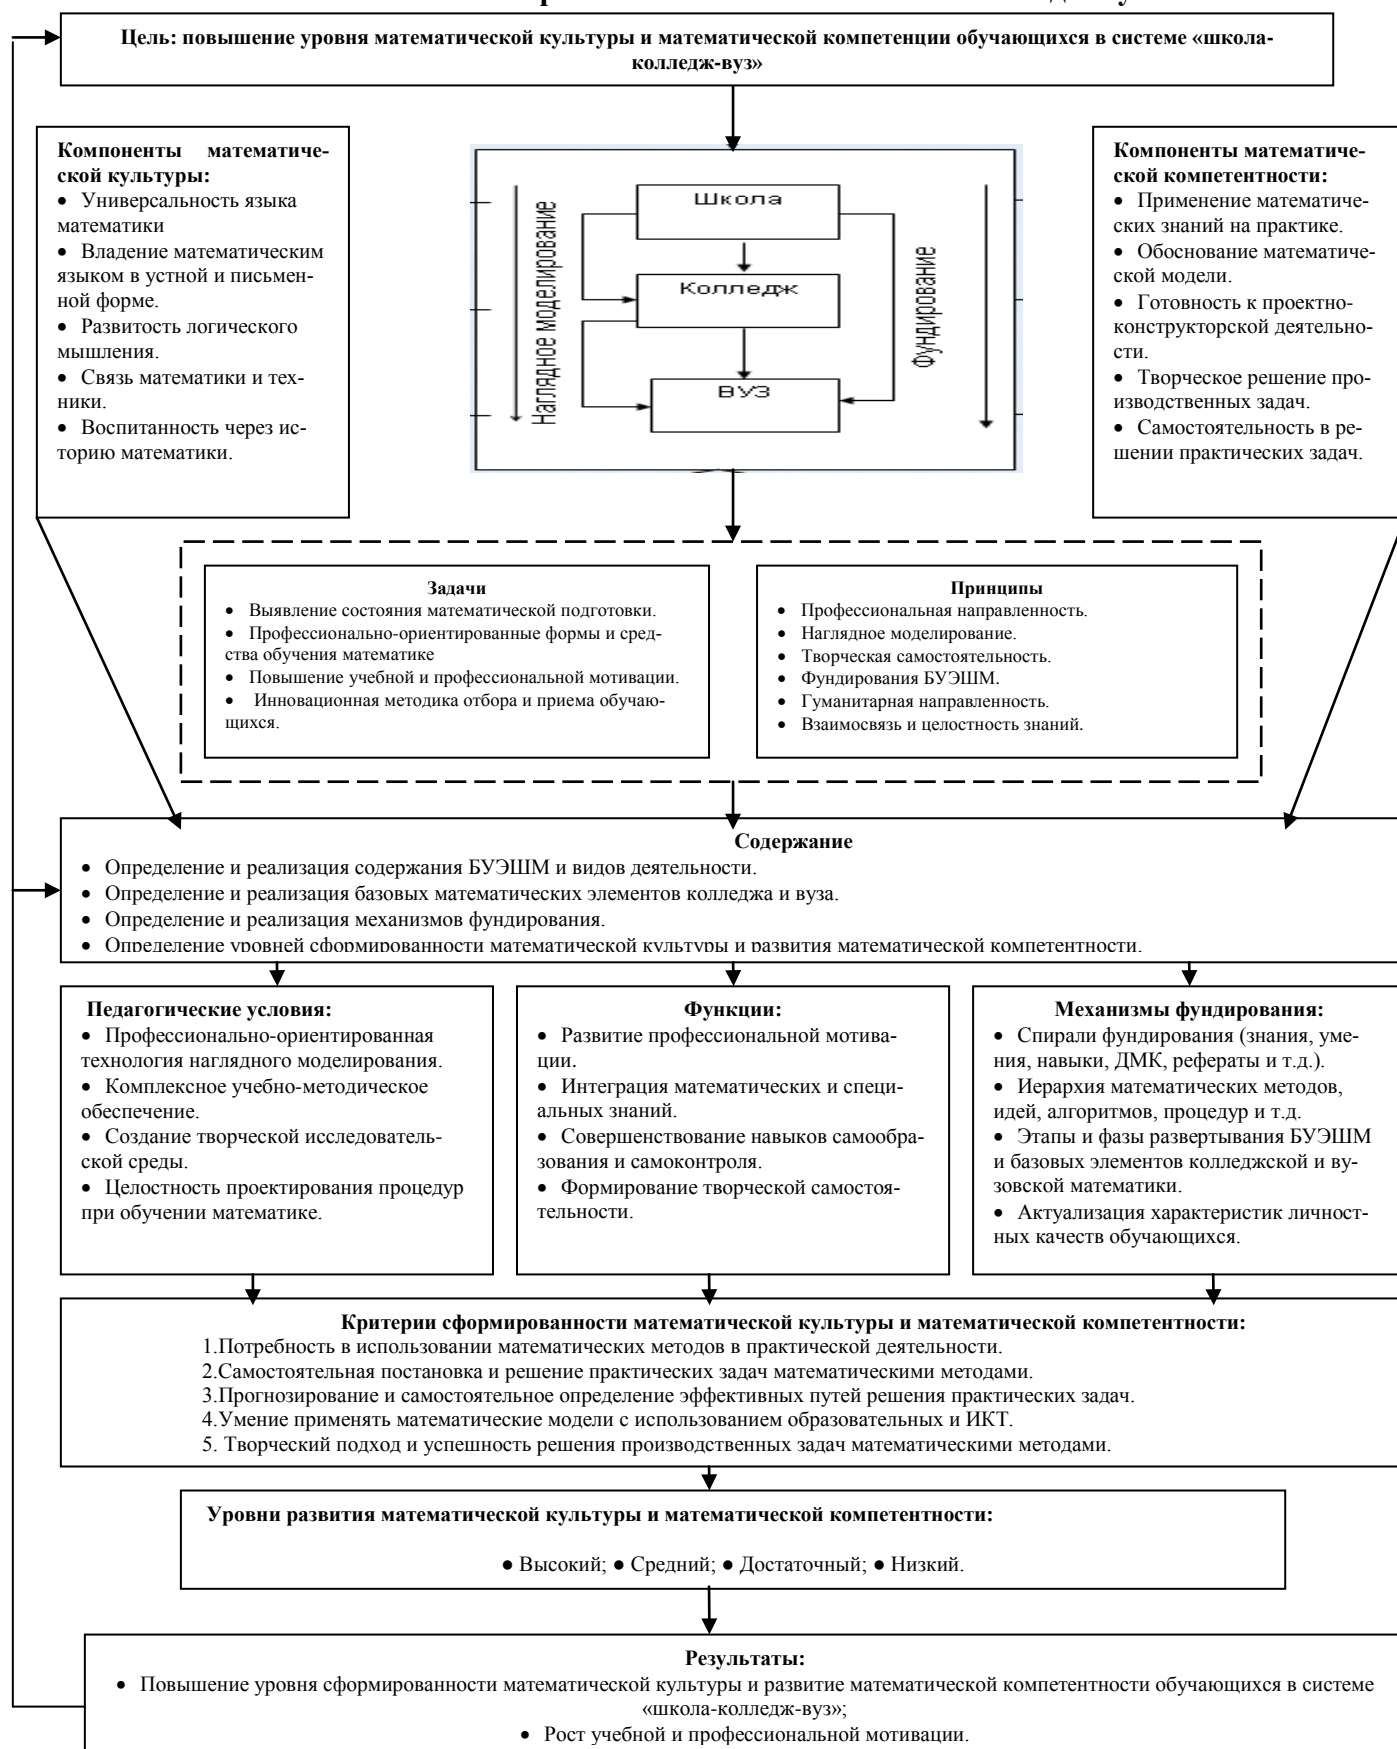 Цель: повышение уровня математической культуры и математической компетенции обучающихся в системе «школа-
колледж-вуз»
Компоненты математиче-
ской культуры:
• Универсальность языка
математики
• Владение математическим
языком в устной и письмен-
ной форме.
• Развитость логического
мышления.
• Связь математики и тех-
ники.
• Воспитанность через ис-
торию математики.
Наглядное моделирование
Школа
Колледж
ВУЗ
Фундирование
Компоненты математиче-
ской компетентности:
• Применение математиче-
ских знаний на практике.
• Обоснование математиче-
ской модели.
• Готовность к проектно-
конструкторской деятельно-
сти.
• Творческое решение про-
изводственных задач.
• Самостоятельность в ре-
шении практических задач.
Задачи
• Выявление состояния математической подготовки.
• Профессионально-ориентированные формы и сред-
ства обучения математике
• Повышение учебной и профессиональной мотивации.
• Инновационная методика отбора и приема обучаю-
щихся.
Принципы
• Профессиональная направленность.
• Наглядное моделирование.
• Творческая самостоятельность.
• Фундирования БУЭШМ.
• Гуманитарная направленность.
• Взаимосвязь и целостность знаний.
Содержание
• Определение и реализация содержания БУЭШМ и видов деятельности.
• Определение и реализация базовых математических элементов колледжа и вуза.
• Определение и реализация механизмов фундирования.
• Определение уровней сформированности математической культуры и развития математической компетентности.
Педагогические условия:
• Профессионально-ориентированная
технология наглядного моделирования.
• Комплексное учебно-методическое
обеспечение.
• Создание творческой исследователь-
ской среды.
• Целостность проектирования процедур
при обучении математике.
Функции:
• Развитие профессиональной мотива-
ции.
• Интеграция математических и специ-
альных знаний.
• Совершенствование навыков самообра-
зования и самоконтроля.
• Формирование творческой самостоя-
тельности.
Механизмы фундирования:
• Спирали фундирования (знания, уме-
ния, навыки, ДМК, рефераты и т.д.).
• Иерархия математических методов,
идей, алгоритмов, процедур и т.д.
• Этапы и фазы развертывания БУЭШМ
и базовых элементов колледжской и ву-
зовской математики.
• Актуализация характеристик личност-
ных качеств обучающихся.
Критерии сформированности математической культуры и математической компетентности:
1.Потребность в использовании математических методов в практической деятельности.
2.Самостоятельная постановка и решение практических задач математическими методами.
3.Прогнозирование и самостоятельное определение эффективных путей решения практических задач.
4.Умение применять математические модели с использованием образовательных и ИКТ.
5. Творческий подход и успешность решения производственных задач математическими методами.
Уровни развития математической культуры и математической компетентности:
● Высокий; ● Средний; ● Достаточный; ● Низкий.
Результаты:
• Повышение уровня сформированности математической культуры и развитие математической компетентности обучающихся в системе
«школа-колледж-вуз»;
• Рост учебной и профессиональной мотивации.